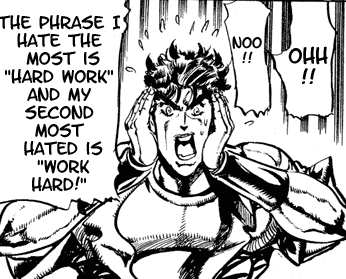 OHH
!!
NOO
!!
THE PHRASE I
HATE THE
MOST IS
"HARD WORK"
AND MY
SECOND
MOST
HATED IS
"WORK
HARD!"